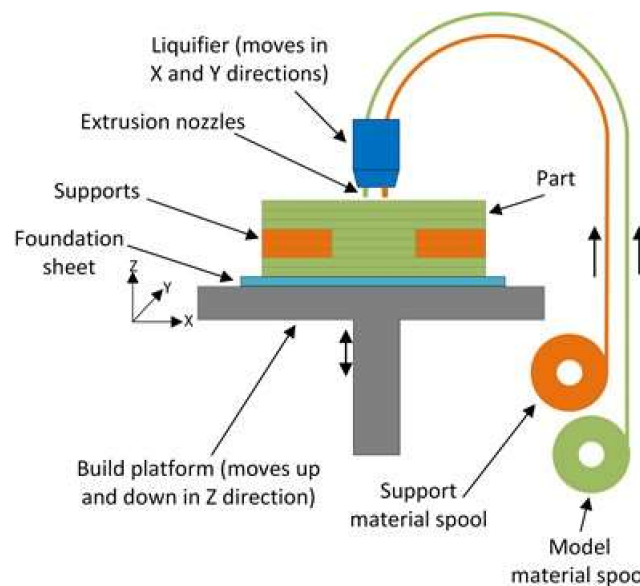 Liquifier (moves in
X and Y directions)
Extrusion nozzles
Supports
Part
Foundation
sheet
Z
Y
X
Build platform (moves up
and down in Z direction)
Support
material spool
Model
material spool